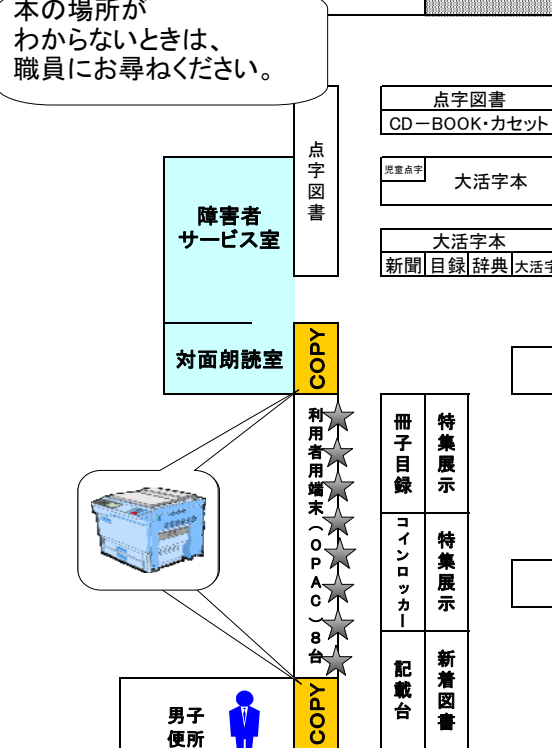 本の場所が
わからないときは、
職員にお尋ねください。
点字図書
CD－BOOK・カセット
点字図書
児童点字
大活字本
障害者
サービス室
大活字本
新聞 目録 辞典 大活字
対面朗読室
COPY
利用者用端末（OPAC）8台
冊子目録
特集展示
コインロッカー
特集展示
記載台
新着図書
男子
便所
COPY